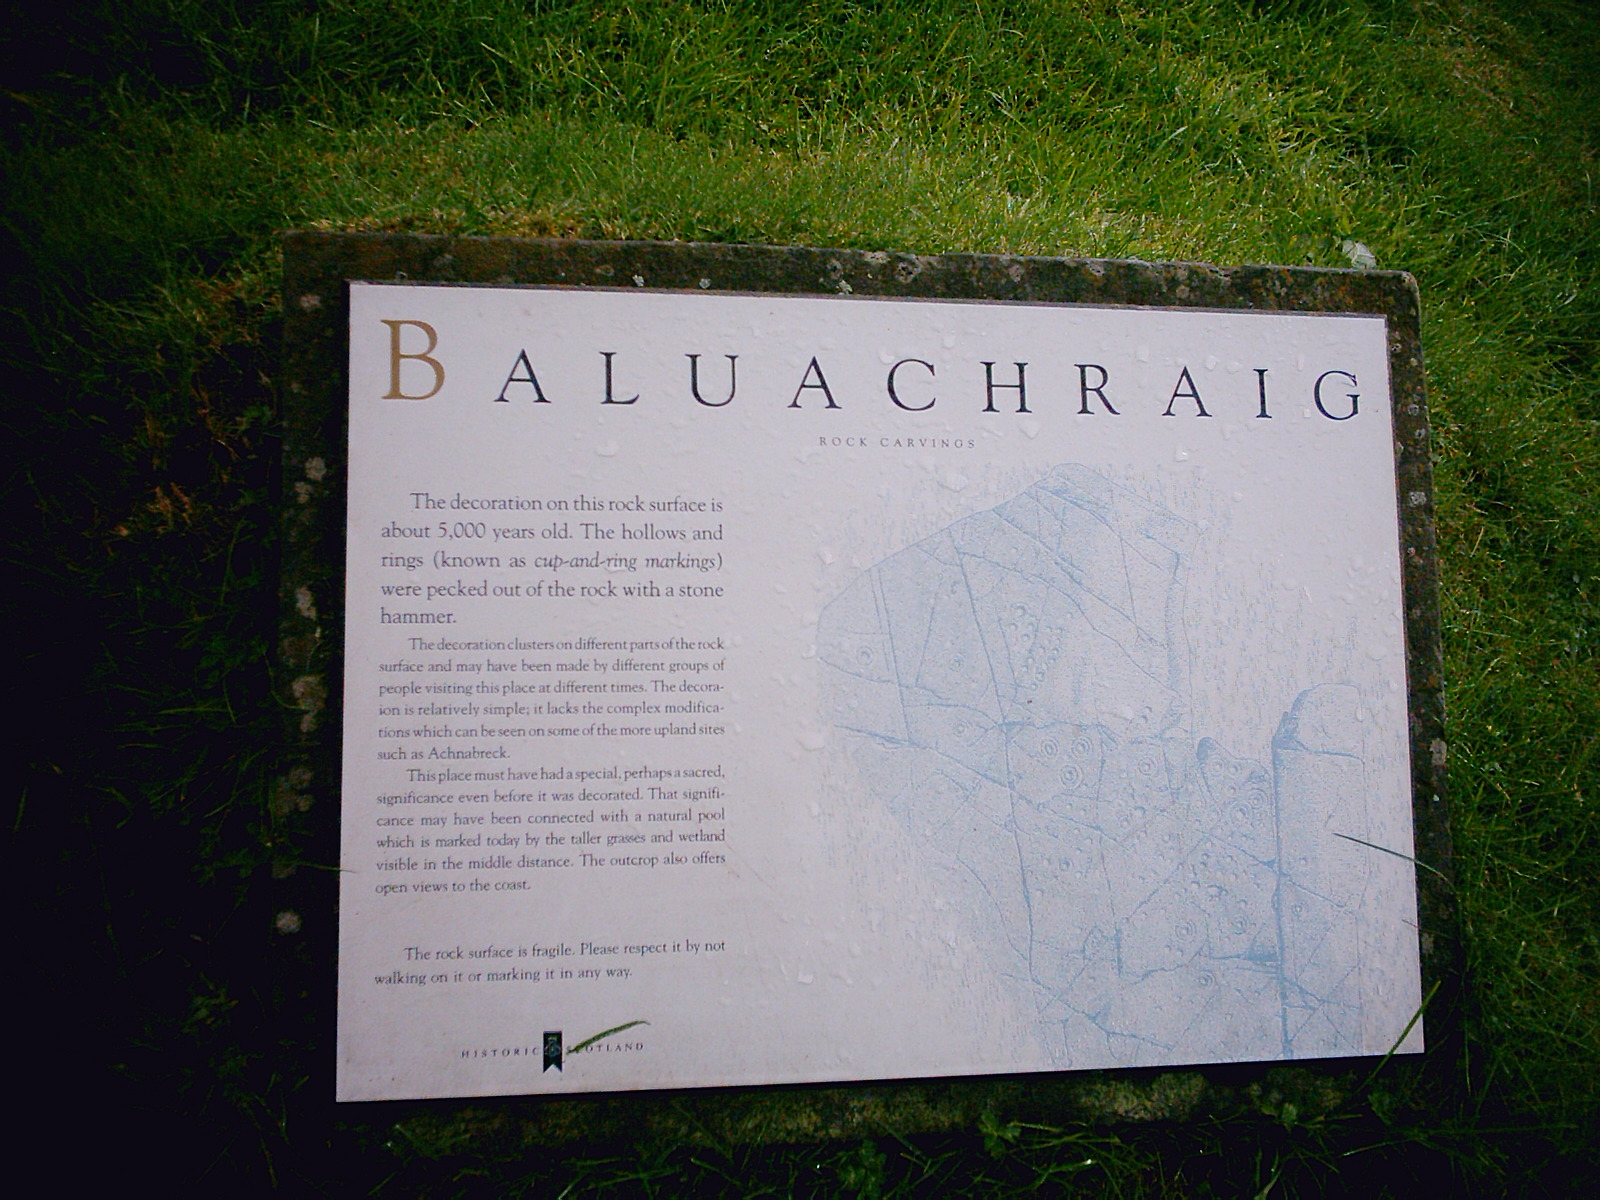 BALUACHRAIG
ROCK CARVINGS
The decoration on this rock surface is
about 5,000 years old. The hollows and
rings (known as cup-and-ring markings)
were pecked out of the rock with a stone
hammer.
The decoration clusters on different parts of the rock
surface and may have been made by different groups of
people visiting this place at different times. The decora-
ion is relatively simple; it lacks the complex modifica-
tions which can be seen on some of the more upland sites
such as Achnabreck.
This place must have had a special, perhaps a sacred,
significance even before it was decorated. That signifi-
cance may have been connected with a natural pool
which is marked today by the taller grasses and wetland
visible in the middle distance. The outcrop also offers
open views to the coast.
The rock surface is fragile. Please respect it by not
walking on it or marking it in any way.
HISTORIC SCOTLAND